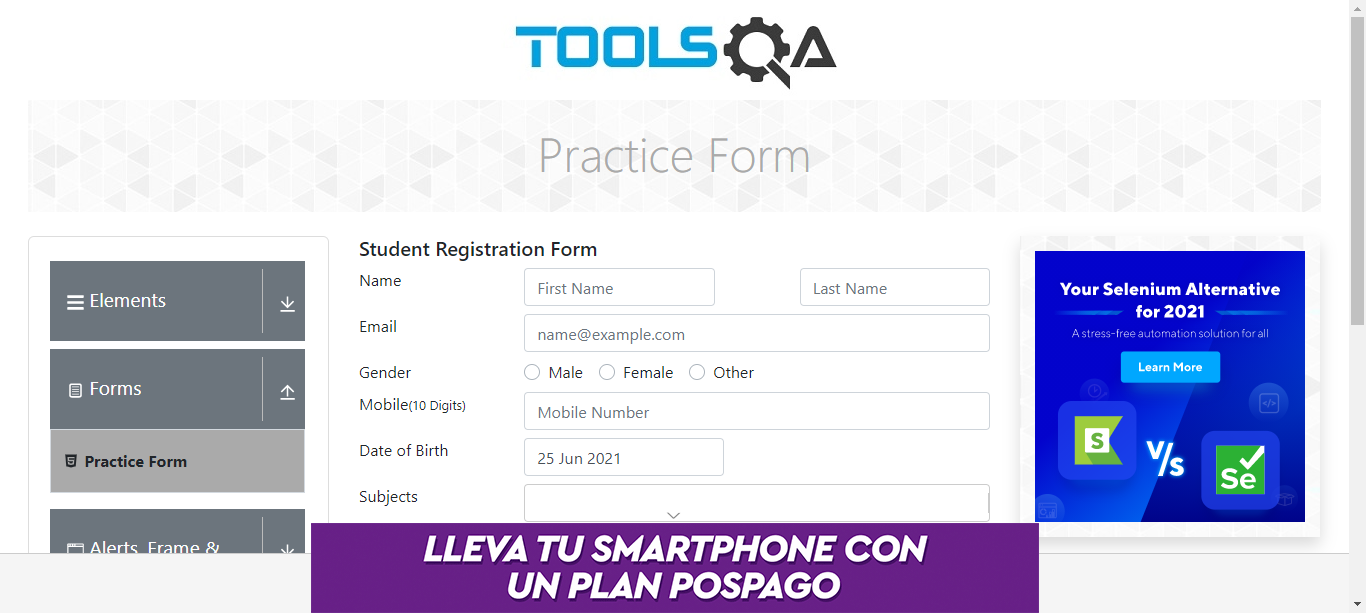 TOOLSQA
Practice Form
Elements
Forms
Practice Form
Alerts, Frame &
Student Registration Form
Name
First Name
Last Name
Email
name@example.com
Gender
Male
Female
Other
Mobile(10 Digits)
Mobile Number
Date of Birth
25 Jun 2021
Subjects
Your Selenium Alternative
for 2021
A stress-free automation solution for all
Learn More
S
V/s
Se
LLEVA TU SMARTPHONE CON
UN PLAN POSPAGO